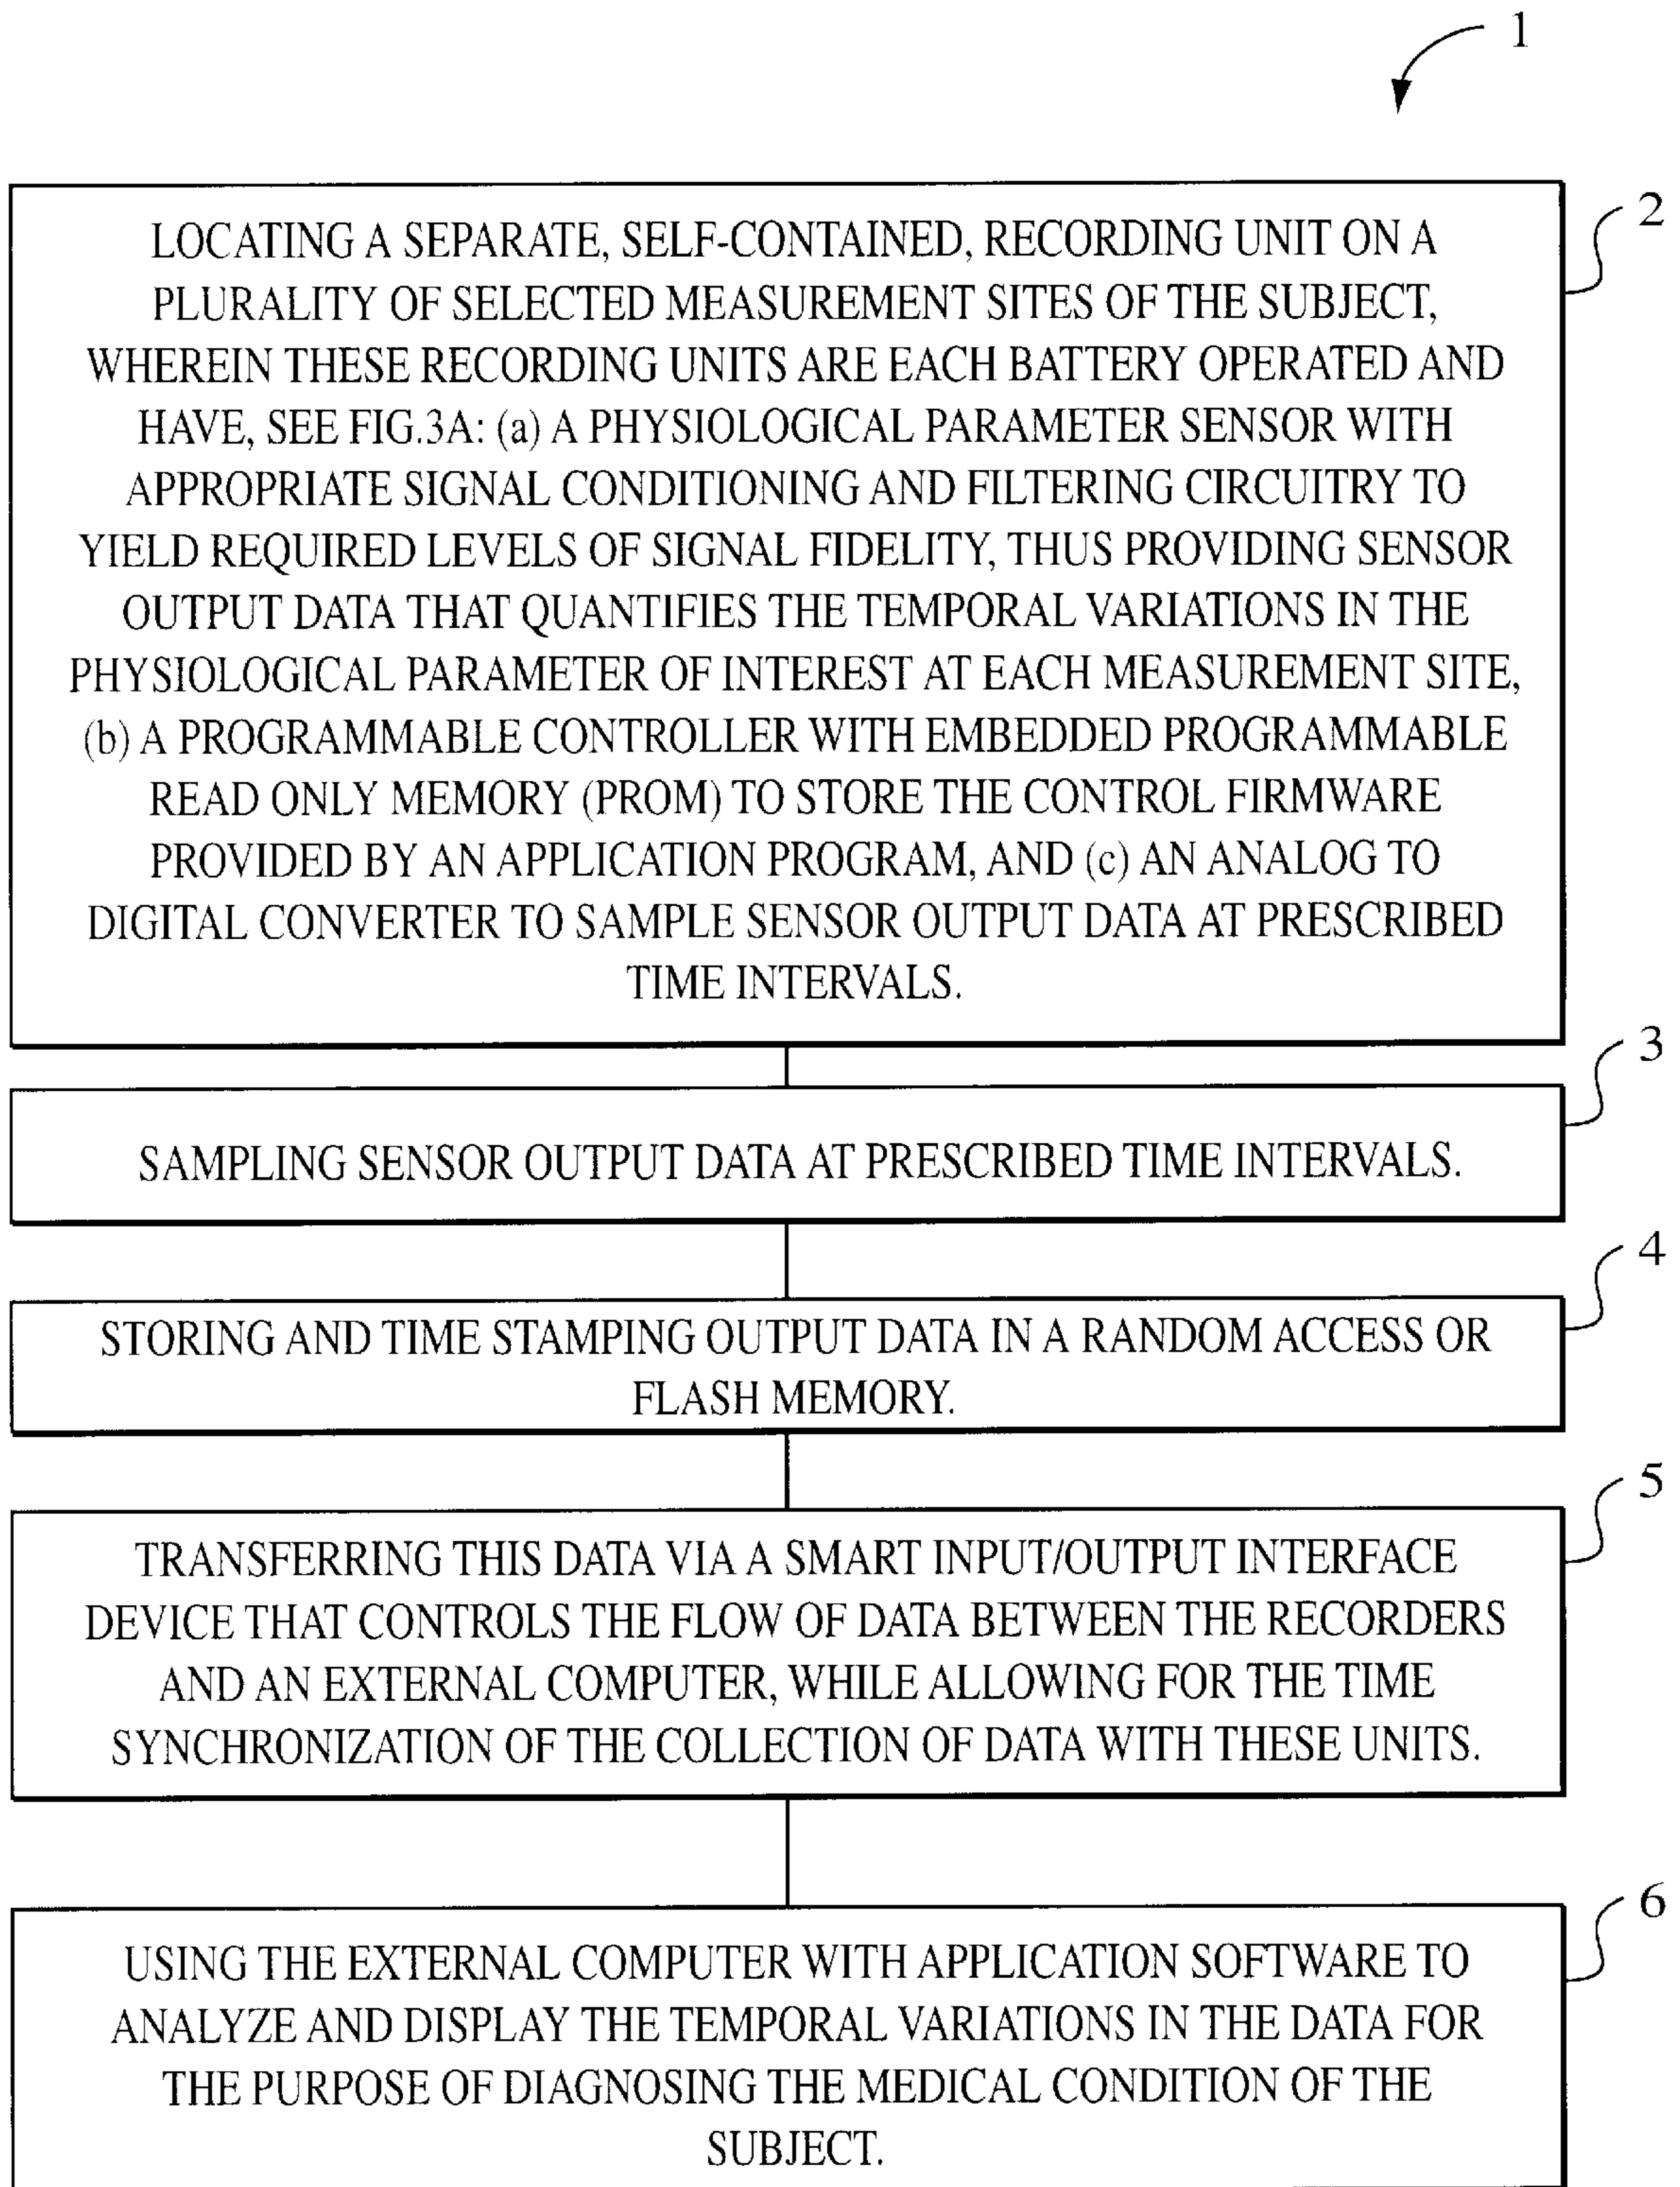 1
LOCATING A SEPARATE, SELF-CONTAINED, RECORDING UNIT ON A
2
PLURALITY OF SELECTED MEASUREMENT SITES OF THE SUBJECT,
WHEREIN THESE RECORDING UNITS ARE EACH BATTERY OPERATED AND
HAVE, SEE FIG.3A: (a) A PHYSIOLOGICAL PARAMETER SENSOR WITH
APPROPRIATE SIGNAL CONDITIONING AND FILTERING CIRCUITRY TO
YIELD REQUIRED LEVELS OF SIGNAL FIDELITY, THUS PROVIDING SENSOR
OUTPUT DATA THAT QUANTIFIES THE TEMPORAL VARIATIONS IN THE
PHYSIOLOGICAL PARAMETER OF INTEREST AT EACH MEASUREMENT SITE,
(b) A PROGRAMMABLE CONTROLLER WITH EMBEDDED PROGRAMMABLE
READ ONLY MEMORY (PROM) TO STORE THE CONTROL FIRMWARE
PROVIDED BY AN APPLICATION PROGRAM, AND (c) AN ANALOG TO
DIGITAL CONVERTER TO SAMPLE SENSOR OUTPUT DATA AT PRESCRIBED
TIME INTERVALS.
3
SAMPLING SENSOR OUTPUT DATA AT PRESCRIBED TIME INTERVALS.
4
STORING AND TIME STAMPING OUTPUT DATA IN A RANDOM ACCESS OR
FLASH MEMORY.
5
TRANSFERRING THIS DATA VIA A SMART INPUT/OUTPUT INTERFACE
DEVICE THAT CONTROLS THE FLOW OF DATA BETWEEN THE RECORDERS
AND AN EXTERNAL COMPUTER, WHILE ALLOWING FOR THE TIME
SYNCHRONIZATION OF THE COLLECTION OF DATA WITH THESE UNITS.
6
USING THE EXTERNAL COMPUTER WITH APPLICATION SOFTWARE TO
ANALYZE AND DISPLAY THE TEMPORAL VARIATIONS IN THE DATA FOR
THE PURPOSE OF DIAGNOSING THE MEDICAL CONDITION OF THE
SUBJECT.